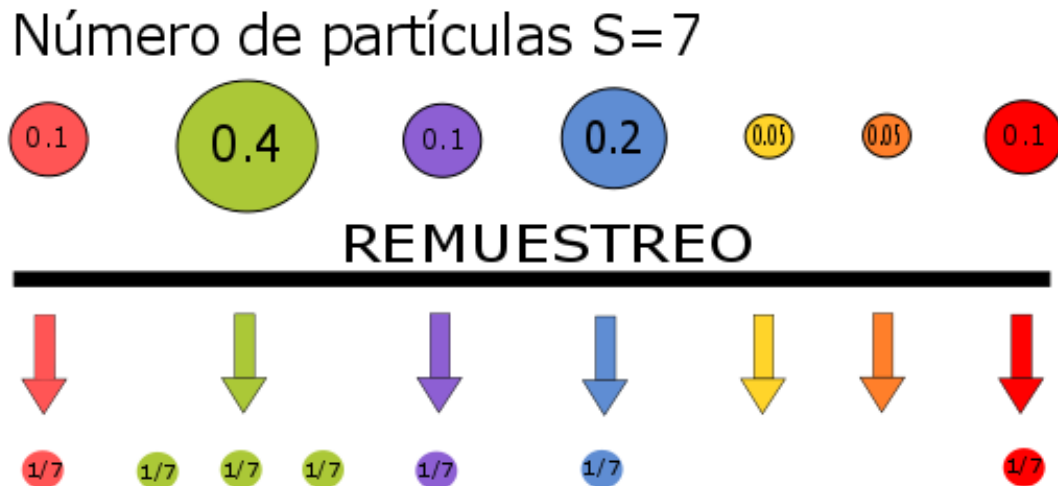 Número de partículas S=7
0.1 0.4 0.1 0.2 0.05 0.05 0.1
REMUESTREO
1/7 1/7 1/7 1/7 1/7 1/7 1/7